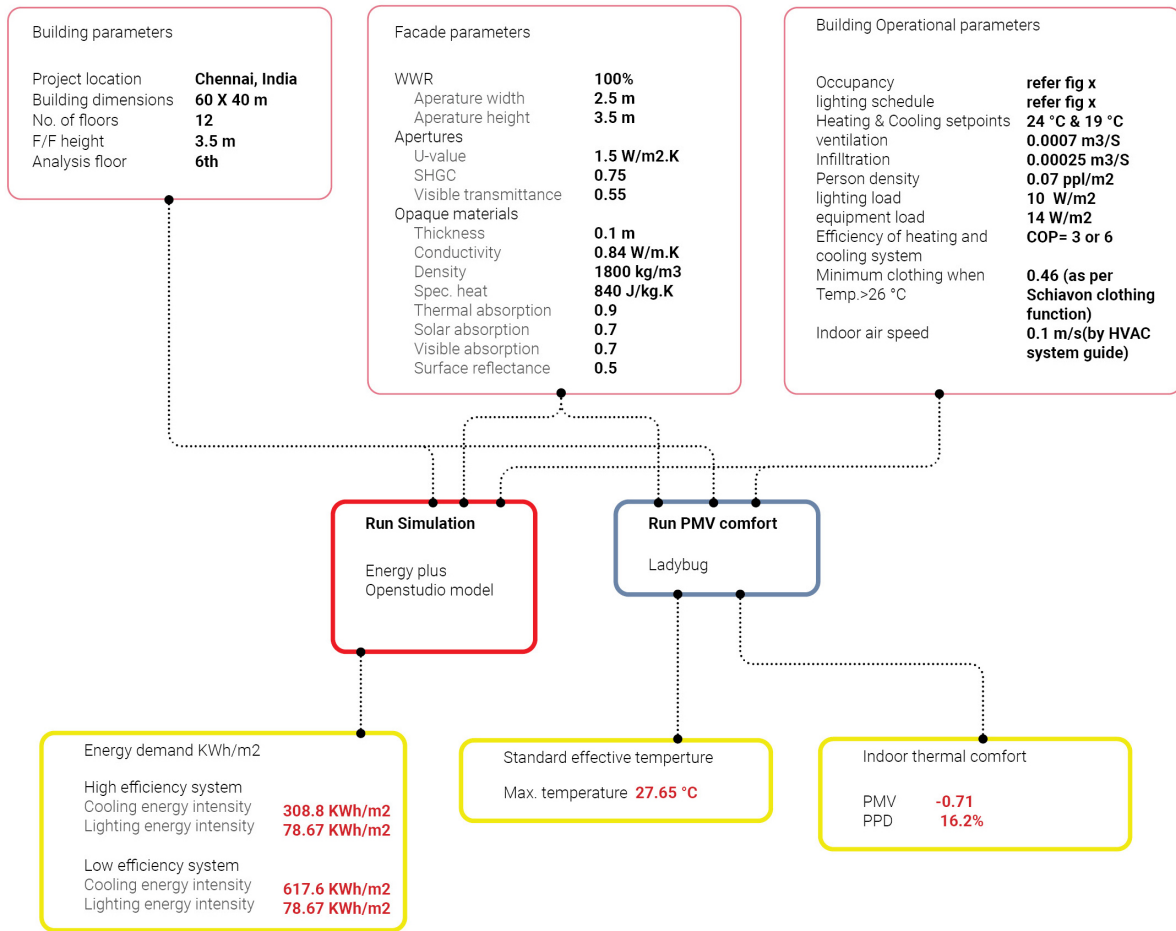 Building parameters
Project location Chennai, India
Building dimensions 60 X 40 m
No. of floors 12
F/F height 3.5 m
Analysis floor 6th
Facade parameters
WWR 100%
Aperature width 2.5 m
Aperature height 3.5 m
Apertures
U-value 1.5 W/m2.K
SHGC 0.75
Visible transmittance 0.55
Opaque materials
Thickness 0.1 m
Conductivity 0.84 W/m.K
Density 1800 kg/m3
Spec. heat 840 J/kg.K
Thermal absorption 0.9
Solar absorption 0.7
Visible absorption 0.7
Surface reflectance 0.5
Building Operational parameters
Occupancy refer fig x
lighting schedule refer fig x
Heating & Cooling setpoints 24 °C & 19 °C
ventilation 0.0007 m3/S
Infilltration 0.00025 m3/S
Person density 0.07 ppl/m2
lighting load 10 W/m2
equipment load 14 W/m2
Efficiency of heating and COP= 3 or 6
cooling system
Minimum clothing when 0.46 (as per
Temp.>26 °C Schiavon clothing
function)
Indoor air speed 0.1 m/s(by HVAC
system guide)
Run Simulation
Energy plus
Openstudio model
Run PMV comfort
Ladybug
Energy demand KWh/m2
High efficiency system
Cooling energy intensity 308.8 KWh/m2
Lighting energy intensity 78.67 KWh/m2
Low efficiency system
Cooling energy intensity 617.6 KWh/m2
Lighting energy intensity 78.67 KWh/m2
Standard effective temperture
Max. temperature 27.65 °C
Indoor thermal comfort
PMV -0.71
PPD 16.2%